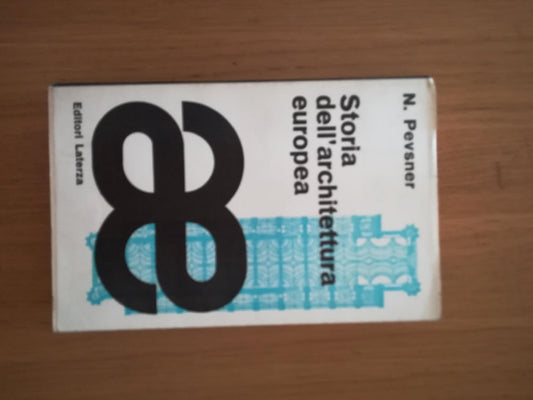 N. Pevsner
Storia
dell'architettura
europea
æ
Editori Laterza